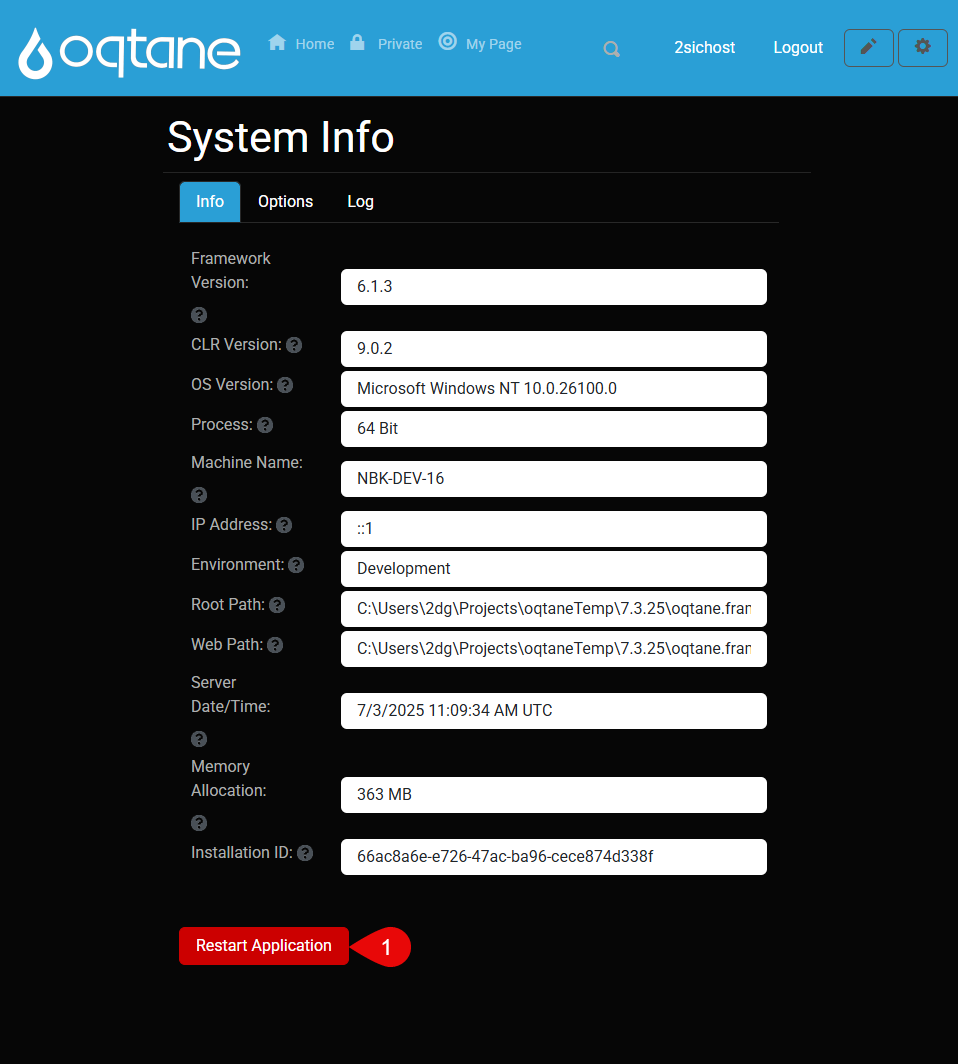 oqtane
Home Private My Page 2sichost Logout
System Info
Info Options Log
Framework
Version:
6.1.3
CLR Version: 9.0.2
OS Version: Microsoft Windows NT 10.0.26100.0
Process: 64 Bit
Machine Name: NBK-DEV-16
IP Address: ::1
Environment: Development
Root Path: C:\Users\2dg\Projects\oqtaneTemp\7.3.25\oqtane.fran
Web Path: C:\Users\2dg\Projects\oqtaneTemp\7.3.25\oqtane.fran
Server
Date/Time:
7/3/2025 11:09:34 AM UTC
Memory
Allocation:
363 MB
Installation ID: 66ac8a6e-e726-47ac-ba96-cece874d338f
Restart Application 1